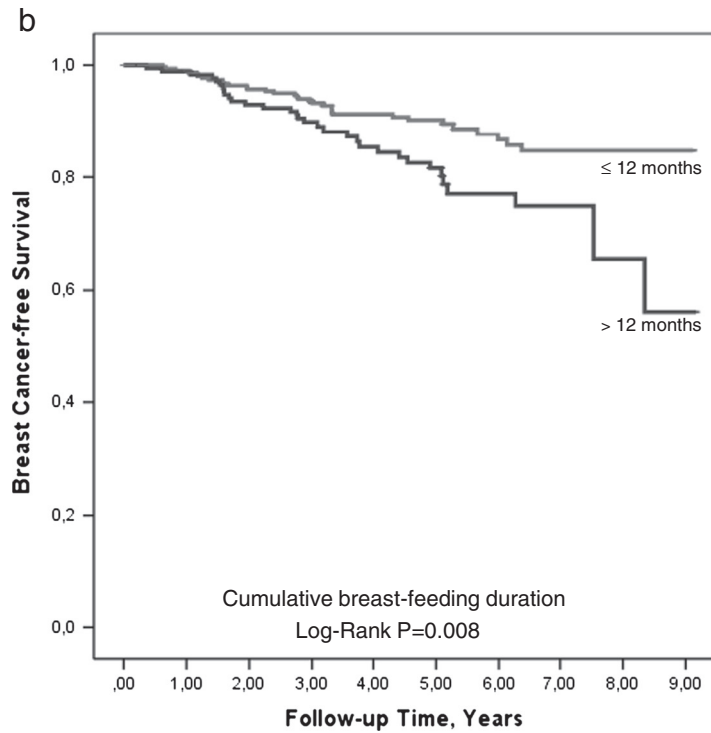 b
1,0
0,8
0,6
0,4
0,2
0,0
Breast Cancer-free Survival
≤ 12 months
> 12 months
Cumulative breast-feeding duration
Log-Rank P=0.008
,00 1,00 2,00 3,00 4,00 5,00 6,00 7,00 8,00 9,00
Follow-up Time, Years